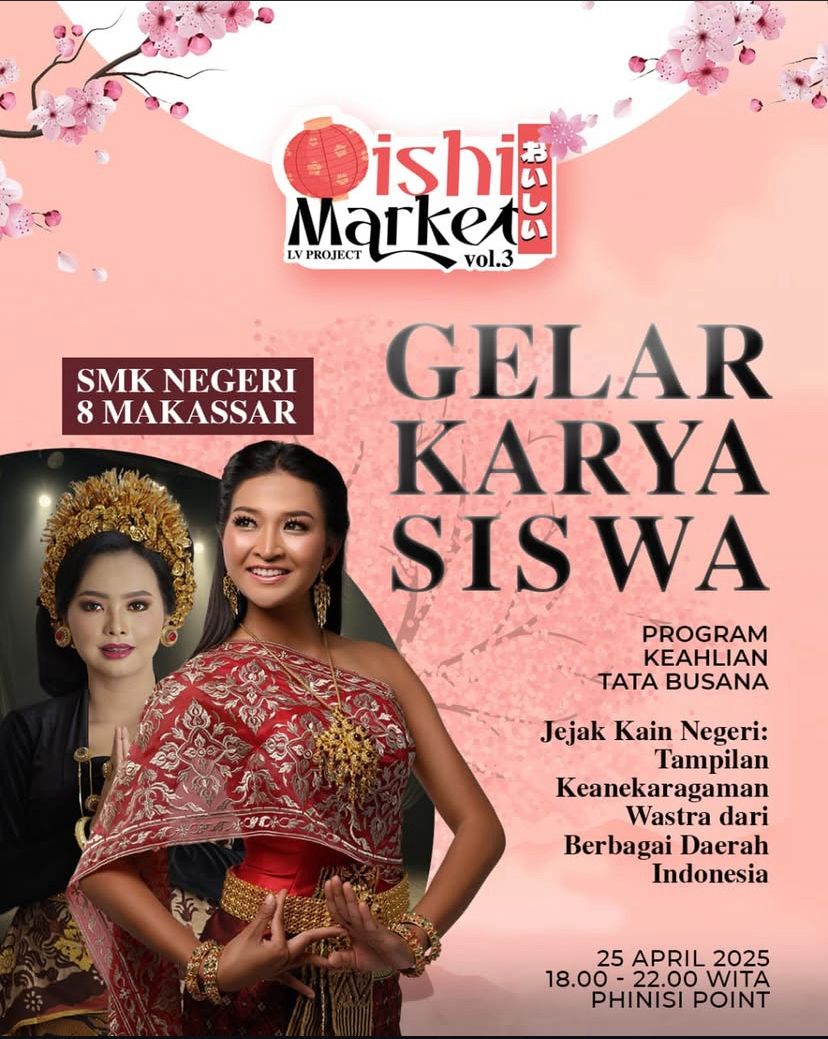 Oishi
おいしい
Market
LV PROJECT
vol.3
SMK NEGERI
8 MAKASSAR
GELAR
KARYA
SISWA
PROGRAM
KEAHLIAN
TATA BUSANA
Jejak Kain Negeri:
Tampilan
Keanekaragaman
Wastra dari
Berbagai Daerah
Indonesia
25 APRIL 2025
18.00 - 22.00 WITA
PHINISI POINT